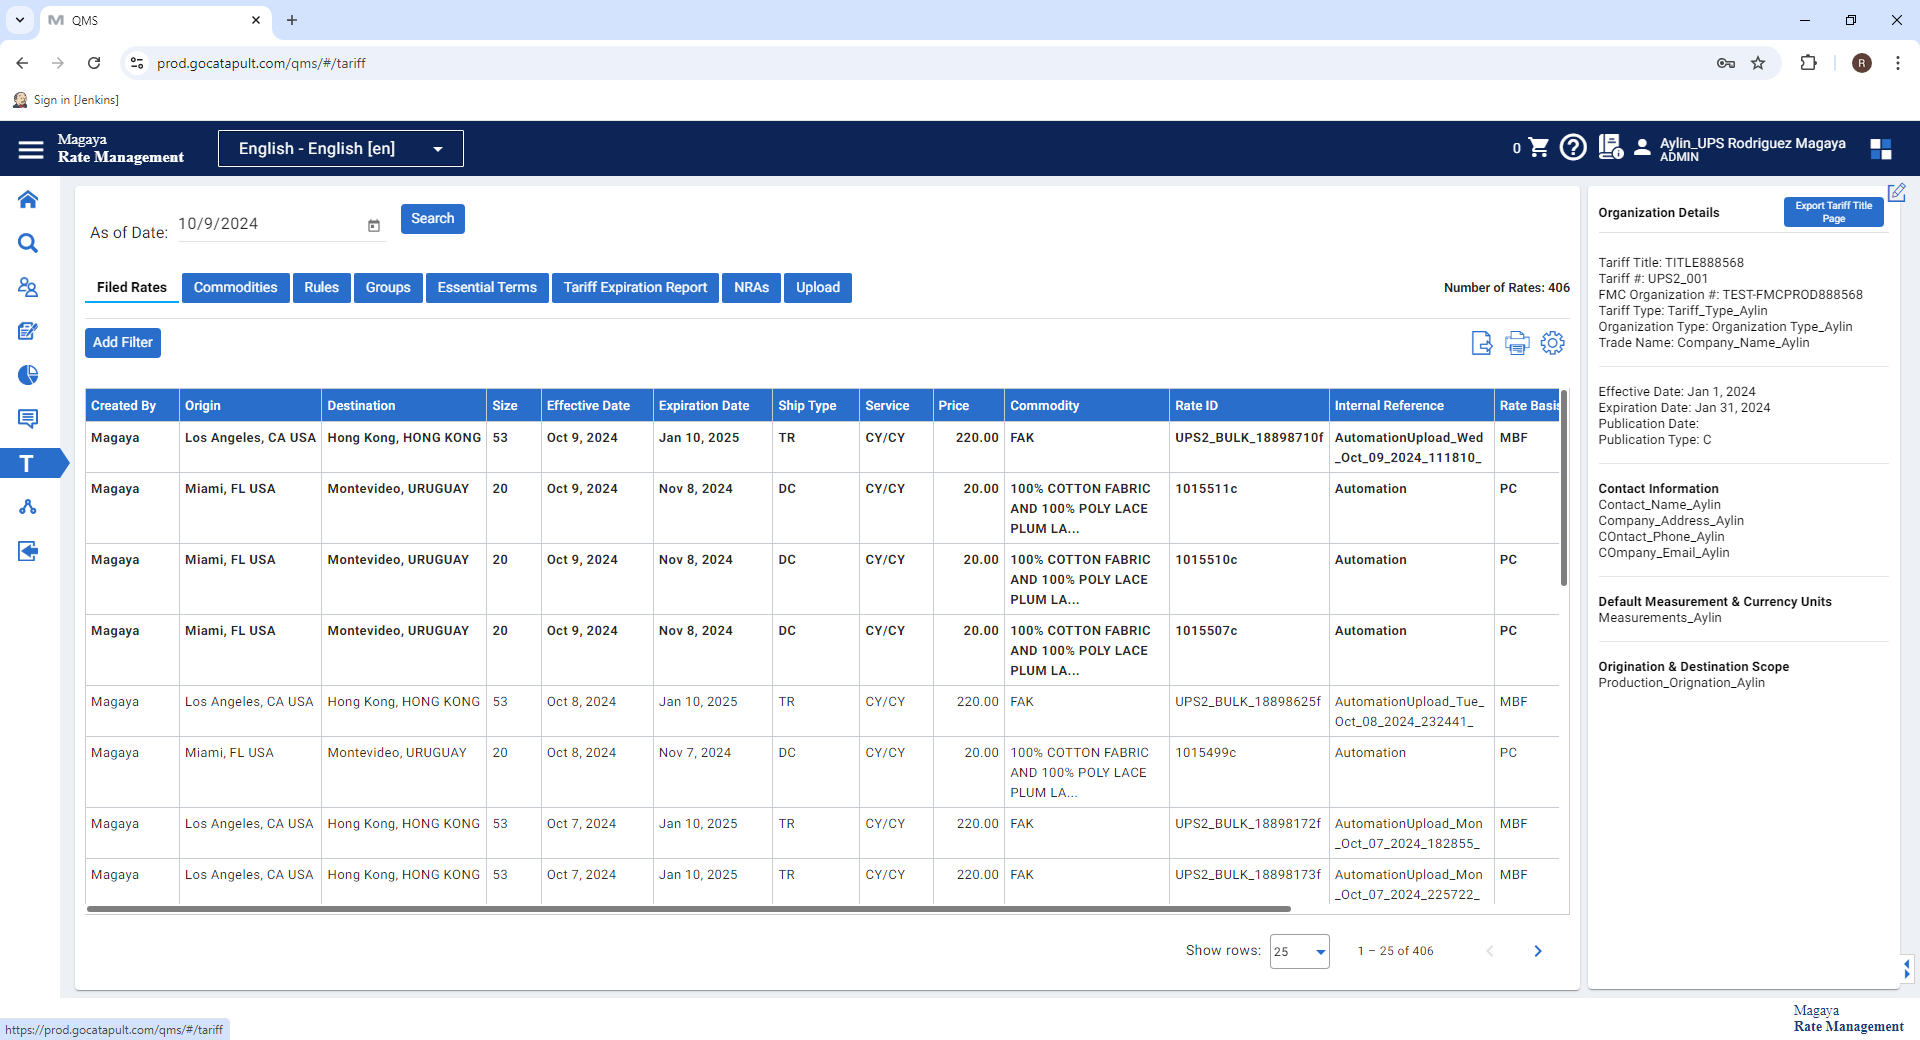 QMS
prod.gocatapult.com/qms/#/tariff
R
Sign in [Jenkins]
Magaya
Rate Management
English - English [en]
0
Aylin_UPS Rodriguez Magaya
ADMIN
As of Date:
10/9/2024
Search
Filed Rates
Commodities
Rules
Groups
Essential Terms
Tariff Expiration Report
NRAs
Upload
Number of Rates: 406
Add Filter
Created By Origin Destination Size Effective Date Expiration Date Ship Type Service Price Commodity Rate ID Internal Reference Rate Basis
Magaya Los Angeles, CA USA Hong Kong, HONG KONG 53 Oct 9, 2024 Jan 10, 2025 TR CY/CY 220.00 FAK UPS2_BULK_18898710f AutomationUpload_Wed MBF
_Oct_09_2024_111810_
Magaya Miami, FL USA Montevideo, URUGUAY 20 Oct 9, 2024 Nov 8, 2024 DC CY/CY 20.00 100% COTTON FABRIC 1015511c Automation PC
AND 100% POLY LACE
PLUM LA...
Magaya Miami, FL USA Montevideo, URUGUAY 20 Oct 9, 2024 Nov 8, 2024 DC CY/CY 20.00 100% COTTON FABRIC 1015510c Automation PC
AND 100% POLY LACE
PLUM LA...
Magaya Miami, FL USA Montevideo, URUGUAY 20 Oct 9, 2024 Nov 8, 2024 DC CY/CY 20.00 100% COTTON FABRIC 1015507c Automation PC
AND 100% POLY LACE
PLUM LA...
Magaya Los Angeles, CA USA Hong Kong, HONG KONG 53 Oct 8, 2024 Jan 10, 2025 TR CY/CY 220.00 FAK UPS2_BULK_18898625f AutomationUpload_Tue_ MBF
Oct_08_2024_232441_
Magaya Miami, FL USA Montevideo, URUGUAY 20 Oct 8, 2024 Nov 7, 2024 DC CY/CY 20.00 100% COTTON FABRIC 1015499c Automation PC
AND 100% POLY LACE
PLUM LA...
Magaya Los Angeles, CA USA Hong Kong, HONG KONG 53 Oct 7, 2024 Jan 10, 2025 TR CY/CY 220.00 FAK UPS2_BULK_18898172f AutomationUpload_Mon MBF
_Oct_07_2024_182855_
Magaya Los Angeles, CA USA Hong Kong, HONG KONG 53 Oct 7, 2024 Jan 10, 2025 TR CY/CY 220.00 FAK UPS2_BULK_18898173f AutomationUpload_Mon MBF
_Oct_07_2024_225722_
Show rows: 25 1 – 25 of 406
Organization Details
Export Tariff Title
Page
Tariff Title: TITLE888568
Tariff #: UPS2_001
FMC Organization #: TEST-FMCPROD888568
Tariff Type: Tariff_Type_Aylin
Organization Type: Organization Type_Aylin
Trade Name: Company_Name_Aylin
Effective Date: Jan 1, 2024
Expiration Date: Jan 31, 2024
Publication Date:
Publication Type: C
Contact Information
Contact_Name_Aylin
Company_Address_Aylin
COntact_Phone_Aylin
COmpany_Email_Aylin
Default Measurement & Currency Units
Measurements_Aylin
Origination & Destination Scope
Production_Orignation_Aylin
T
https://prod.gocatapult.com/qms/#/tariff
Magaya
Rate Management